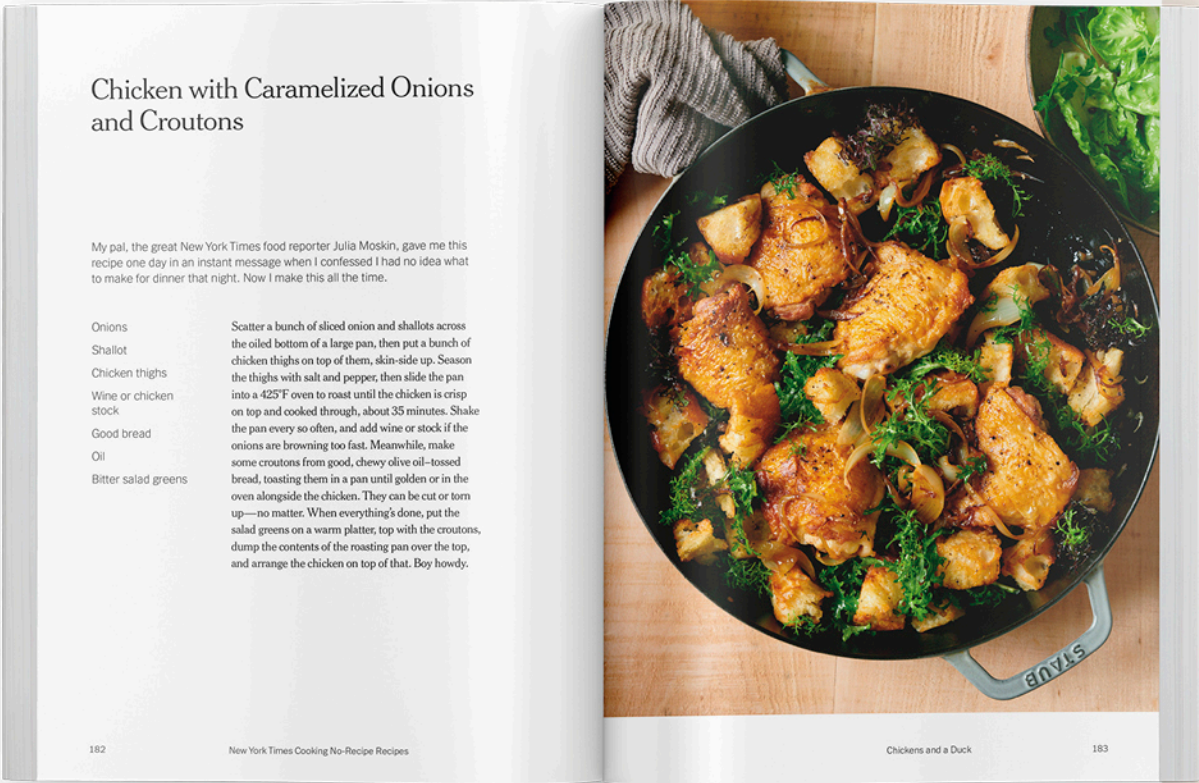 Chicken with Caramelized Onions
and Croutons
My pal, the great New York Times food reporter Julia Moskin, gave me this
recipe one day in an instant message when I confessed I had no idea what
to make for dinner that night. Now I make this all the time.
Onions
Shallot
Chicken thighs
Wine or chicken
stock
Good bread
Oil
Bitter salad greens
Scatter a bunch of sliced onion and shallots across
the oiled bottom of a large pan, then put a bunch of
chicken thighs on top of them, skin-side up. Season
the thighs with salt and pepper, then slide the pan
into a 425°F oven to roast until the chicken is crisp
on top and cooked through, about 35 minutes. Shake
the pan every so often, and add wine or stock if the
onions are browning too fast. Meanwhile, make
some croutons from good, chewy olive oil–tossed
bread, toasting them in a pan until golden or in the
oven alongside the chicken. They can be cut or torn
up—no matter. When everything's done, put the
salad greens on a warm platter, top with the croutons,
dump the contents of the roasting pan over the top,
and arrange the chicken on top of that. Boy howdy.
182
New York Times Cooking No-Recipe Recipes
STAUB
Chickens and a Duck
183